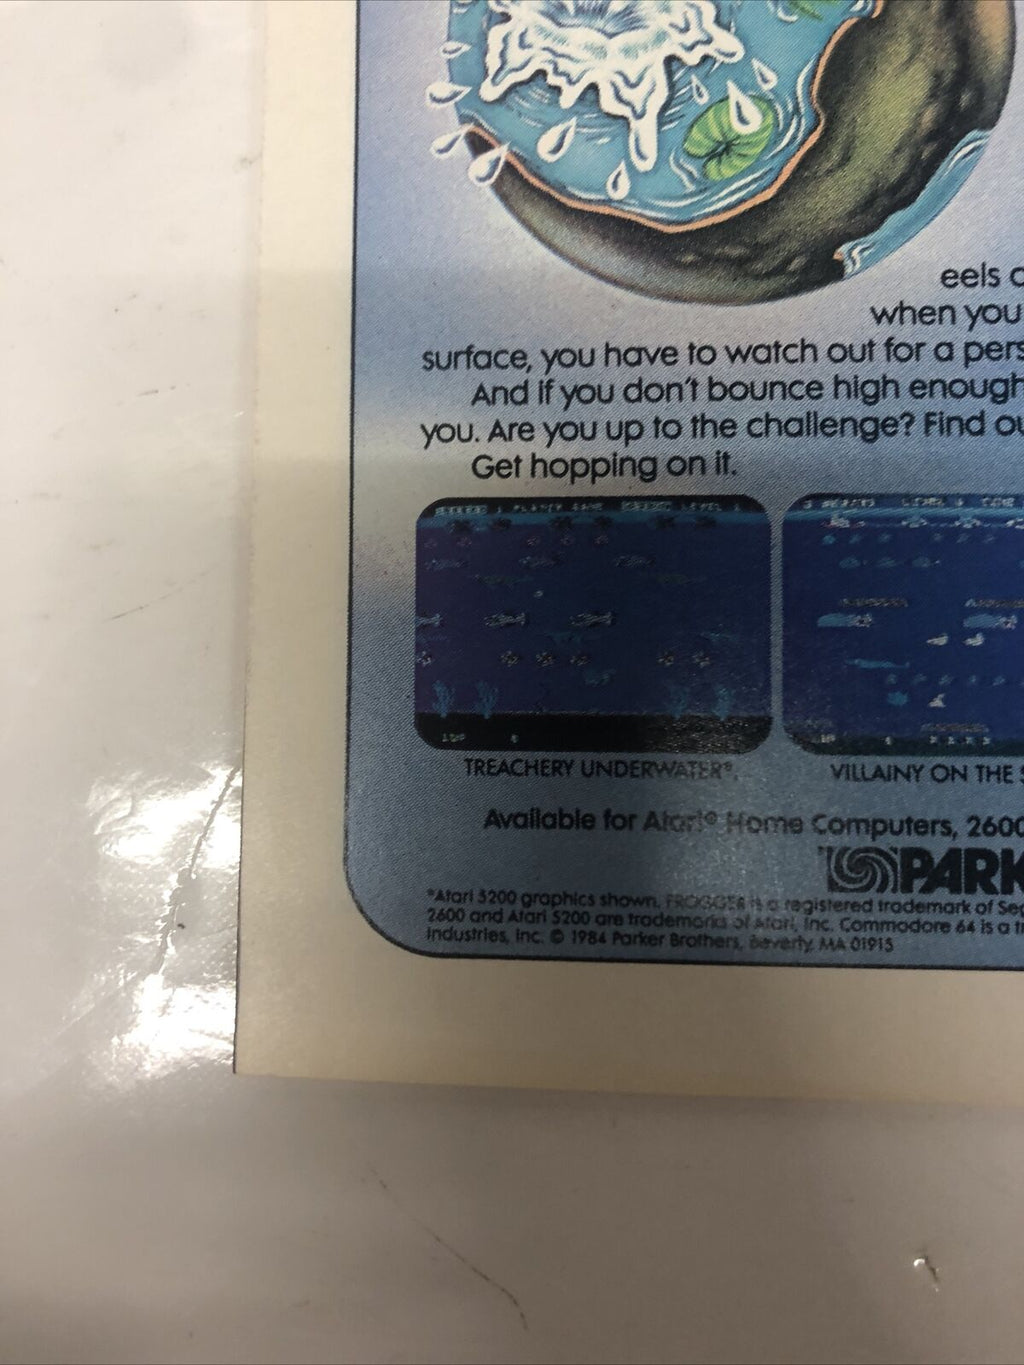 eels
when you
surface, you have to watch out for a pers
And if you don't bounce high enough
you. Are you up to the challenge? Find ou
Get hopping on it.
TREACHERY UNDERWATER*.
VILLAINY ON THE S
Available for Atari® Home Computers, 2600
PARK
*Atari 5200 graphics shown. FROGGER is a registered trademark of Seg
2600 and Atari 5200 are trademarks of Atari, Inc. Commodore 64 is a tr
Industries, Inc. © 1984 Parker Brothers, Beverly, MA 01915